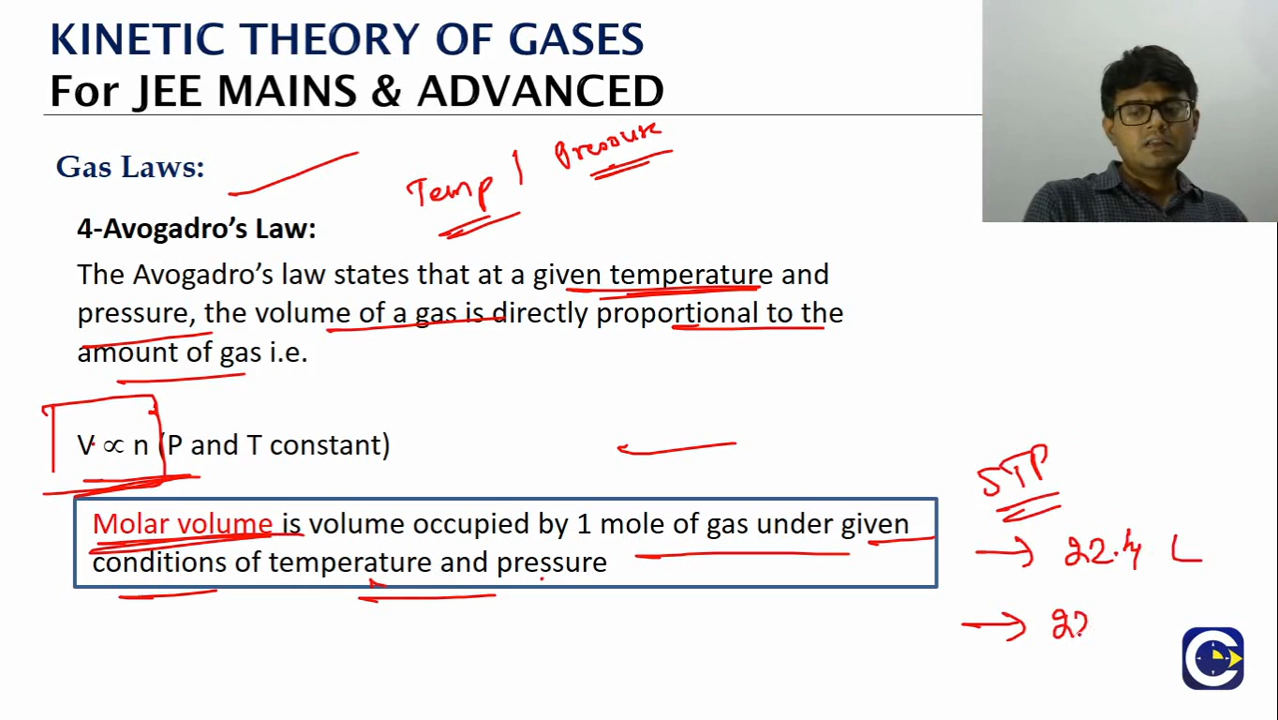 KINETIC THEORY OF GASES
For JEE MAINS & ADVANCED
Gas Laws:
Temp / Pressure
4-Avogadro's Law:
The Avogadro's law states that at a given temperature and
pressure, the volume of a gas is directly proportional to the
amount of gas i.e.
V ∝ n (P and T constant)
STP
Molar volume is volume occupied by 1 mole of gas under given
conditions of temperature and pressure
→ 22.4 L
→ 22